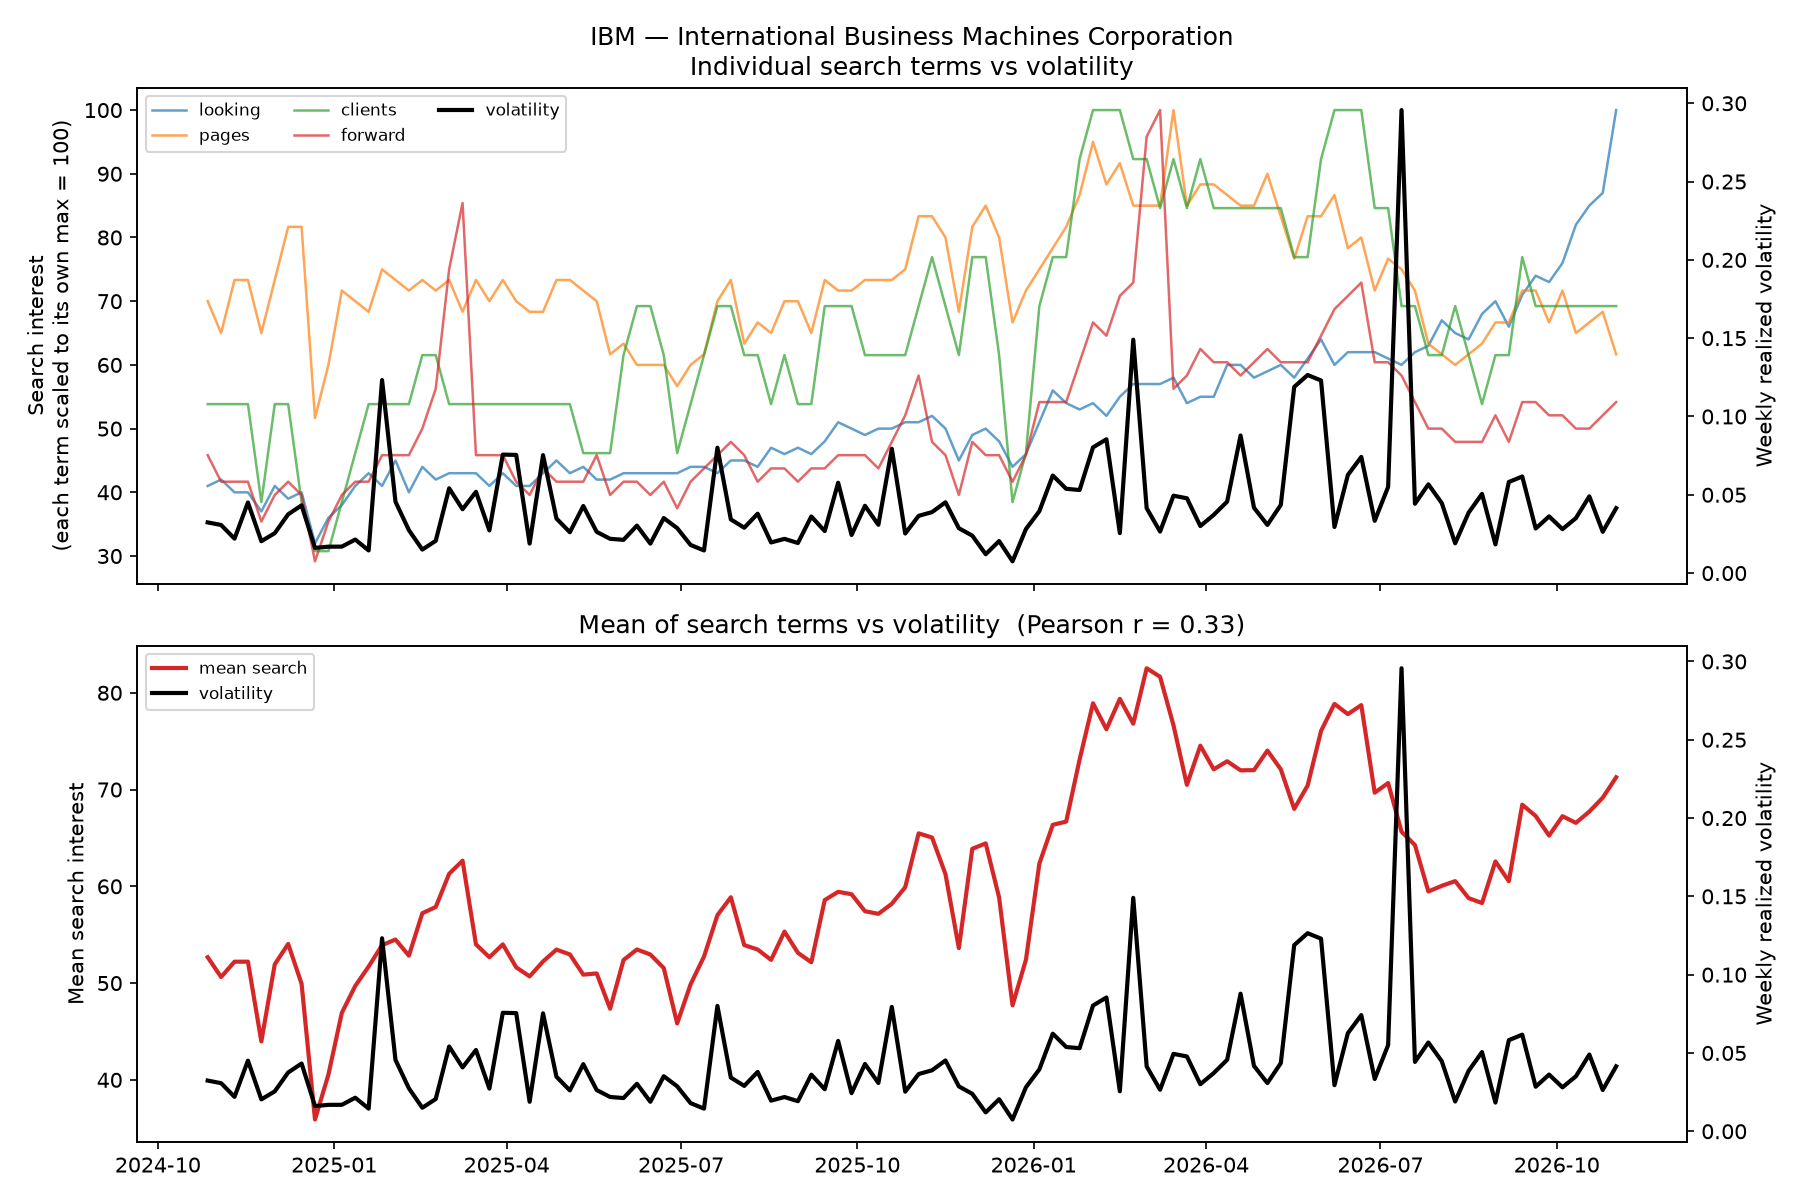 IBM — International Business Machines Corporation
Individual search terms vs volatility
looking
pages
clients
forward
volatility
Search interest
(each term scaled to its own max = 100)
100
90
80
70
60
50
40
30
0.30
0.25
0.20
0.15
0.10
0.05
0.00
Weekly realized volatility
Mean of search terms vs volatility (Pearson r = 0.33)
mean search
volatility
Mean search interest
80
70
60
50
40
0.30
0.25
0.20
0.15
0.10
0.05
0.00
Weekly realized volatility
2024-10 2025-01 2025-04 2025-07 2025-10 2026-01 2026-04 2026-07 2026-10